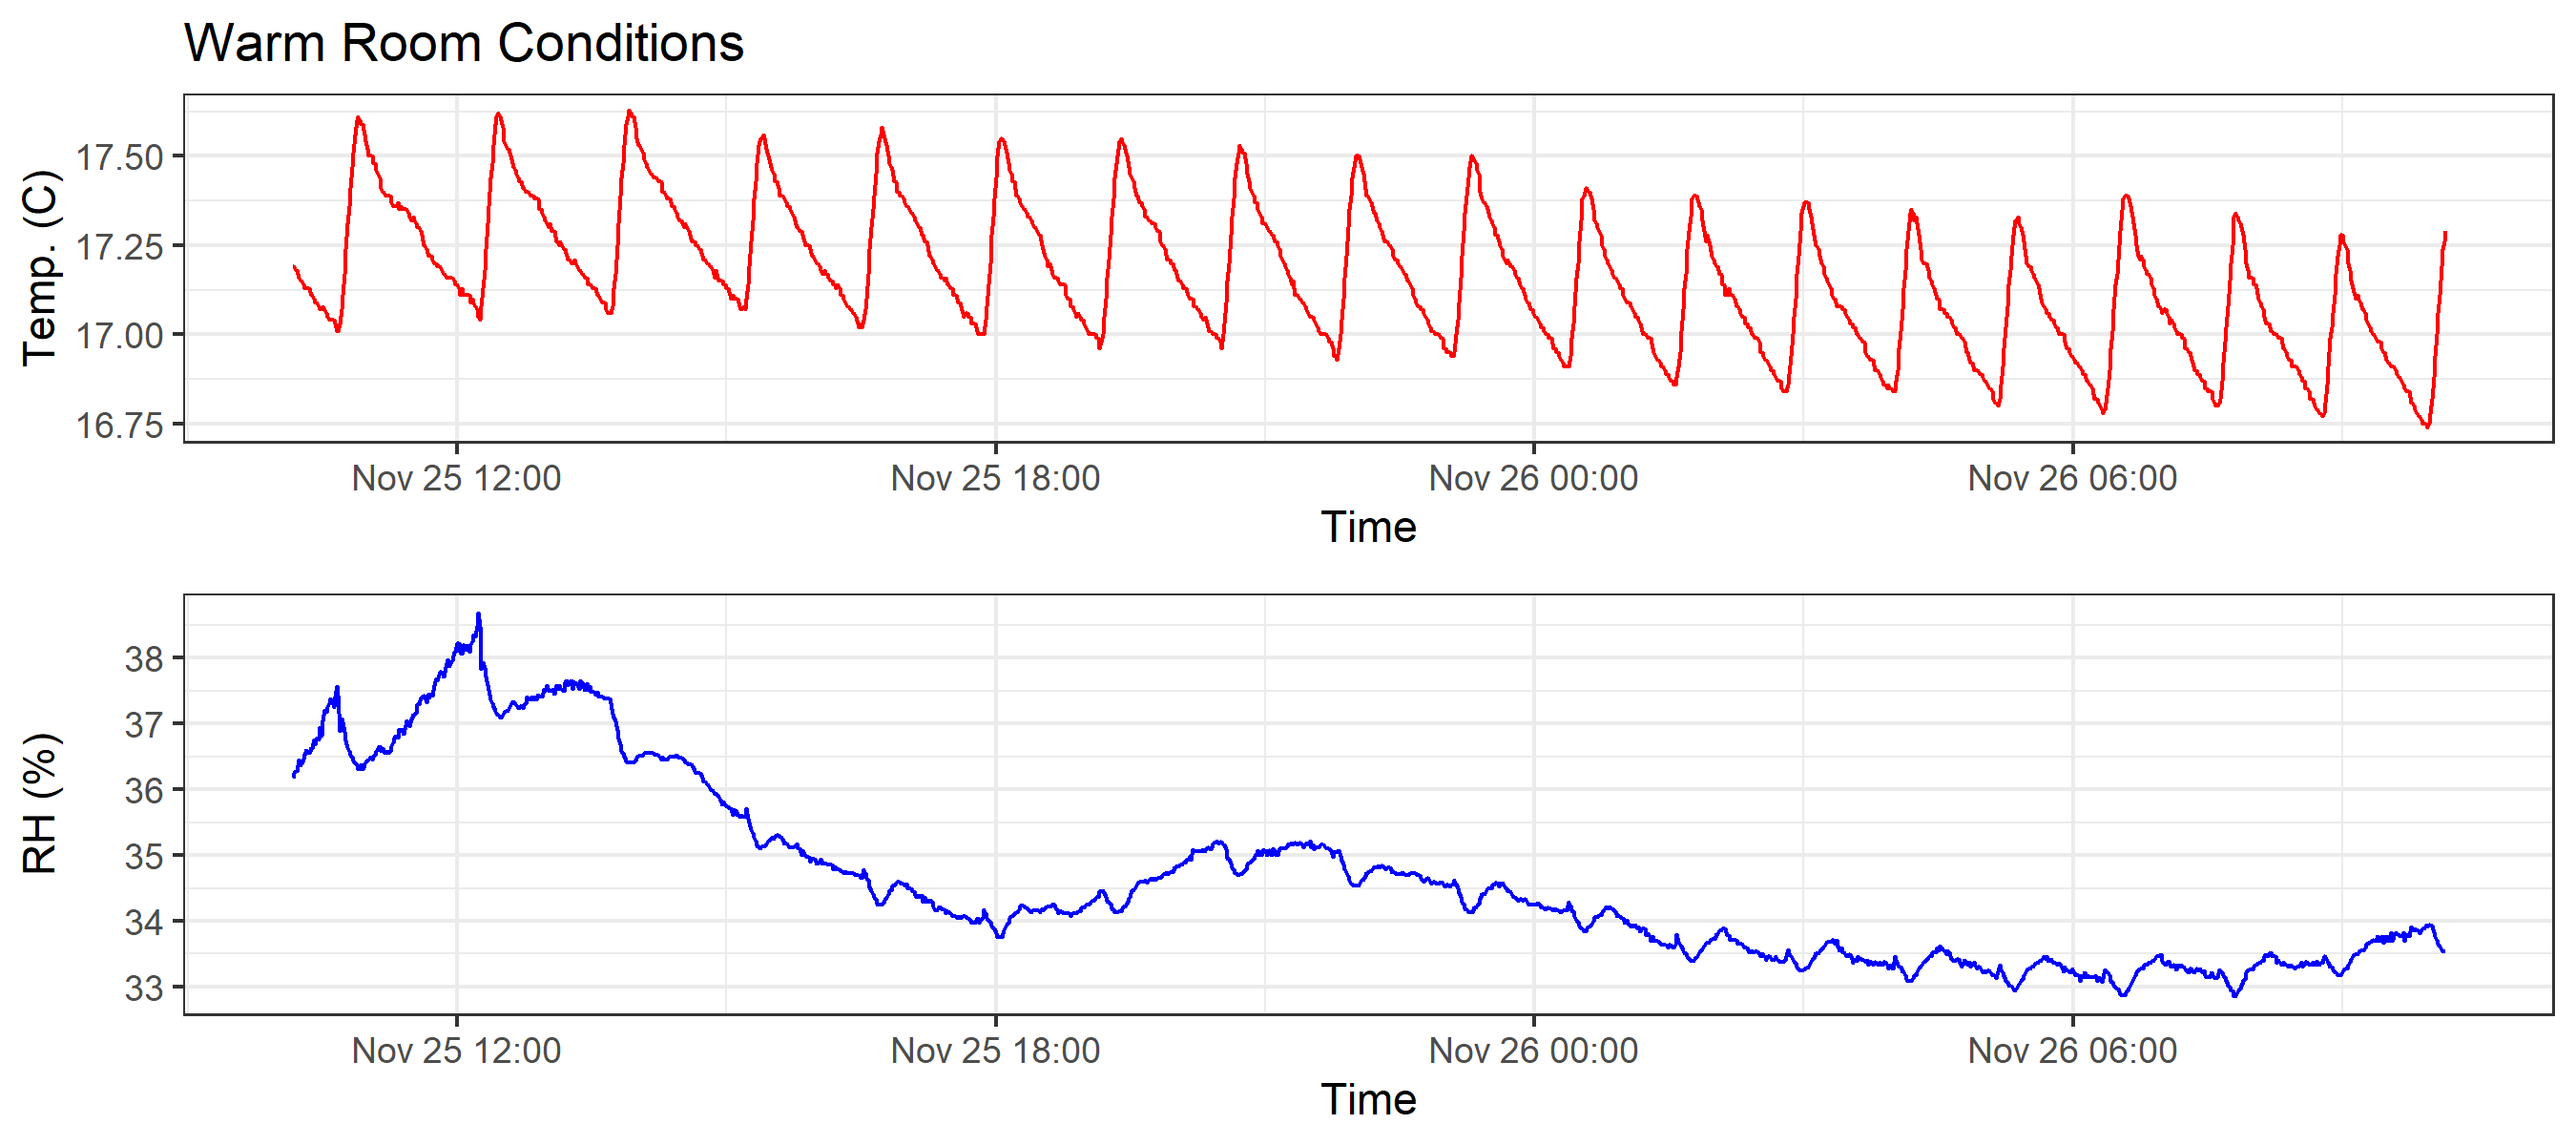 Warm Room Conditions
Temp. (C)
17.50
17.25
17.00
16.75
Nov 25 12:00 Nov 25 18:00 Nov 26 00:00 Nov 26 06:00
Time
RH (%)
38
37
36
35
34
33
Nov 25 12:00 Nov 25 18:00 Nov 26 00:00 Nov 26 06:00
Time